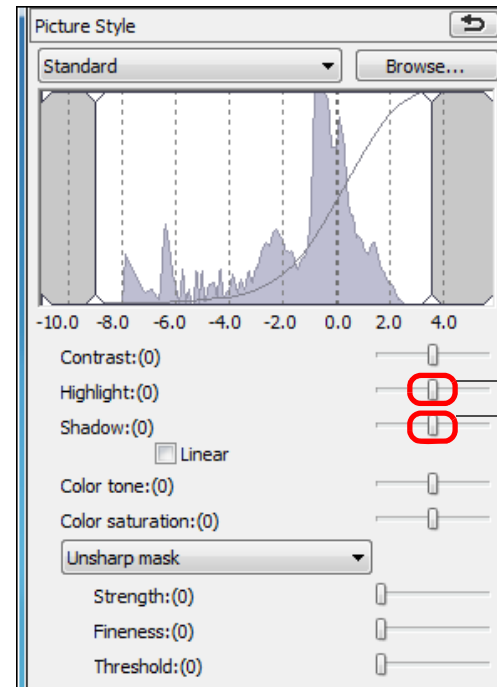 Picture Style
Standard Browse...
-10.0 -8.0 -6.0 -4.0 -2.0 0.0 2.0 4.0
Contrast:(0)
Highlight:(0)
Shadow:(0)
Linear
Color tone:(0)
Color saturation:(0)
Unsharp mask
Strength:(0)
Fineness:(0)
Threshold:(0)